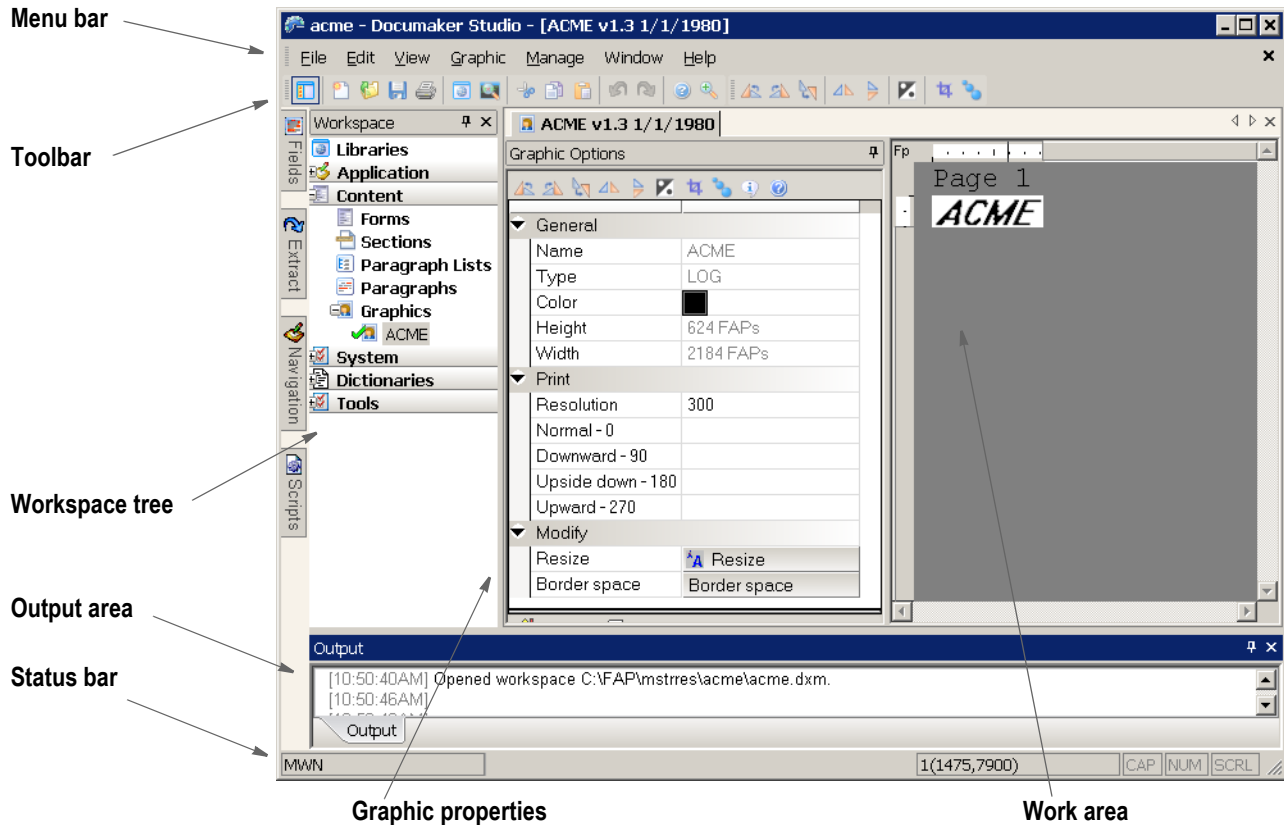 Menu bar
Toolbar
Workspace tree
Output area
Status bar
acme - Documaker Studio - [ACME v1.3 1/1/1980]
File Edit View Graphic Manage Window Help
Fields
Extract
Navigation
Scripts
Workspace
Libraries
Application
Content
Forms
Sections
Paragraph Lists
Paragraphs
Graphics
ACME
System
Dictionaries
Tools
ACME v1.3 1/1/1980
Graphic Options
General
Name ACME
Type LOG
Color
Height 624 FAPs
Width 2184 FAPs
Print
Resolution 300
Normal - 0
Downward - 90
Upside down - 180
Upward - 270
Modify
Resize Resize
Border space Border space
Fp
Page 1
ACME
Output
[10:50:40AM] Opened workspace C:\FAP\mstrres\acme\acme.dxm.
[10:50:46AM]
Output
MWN 1(1475,7900) CAP NUM SCRL
Graphic properties
Work area